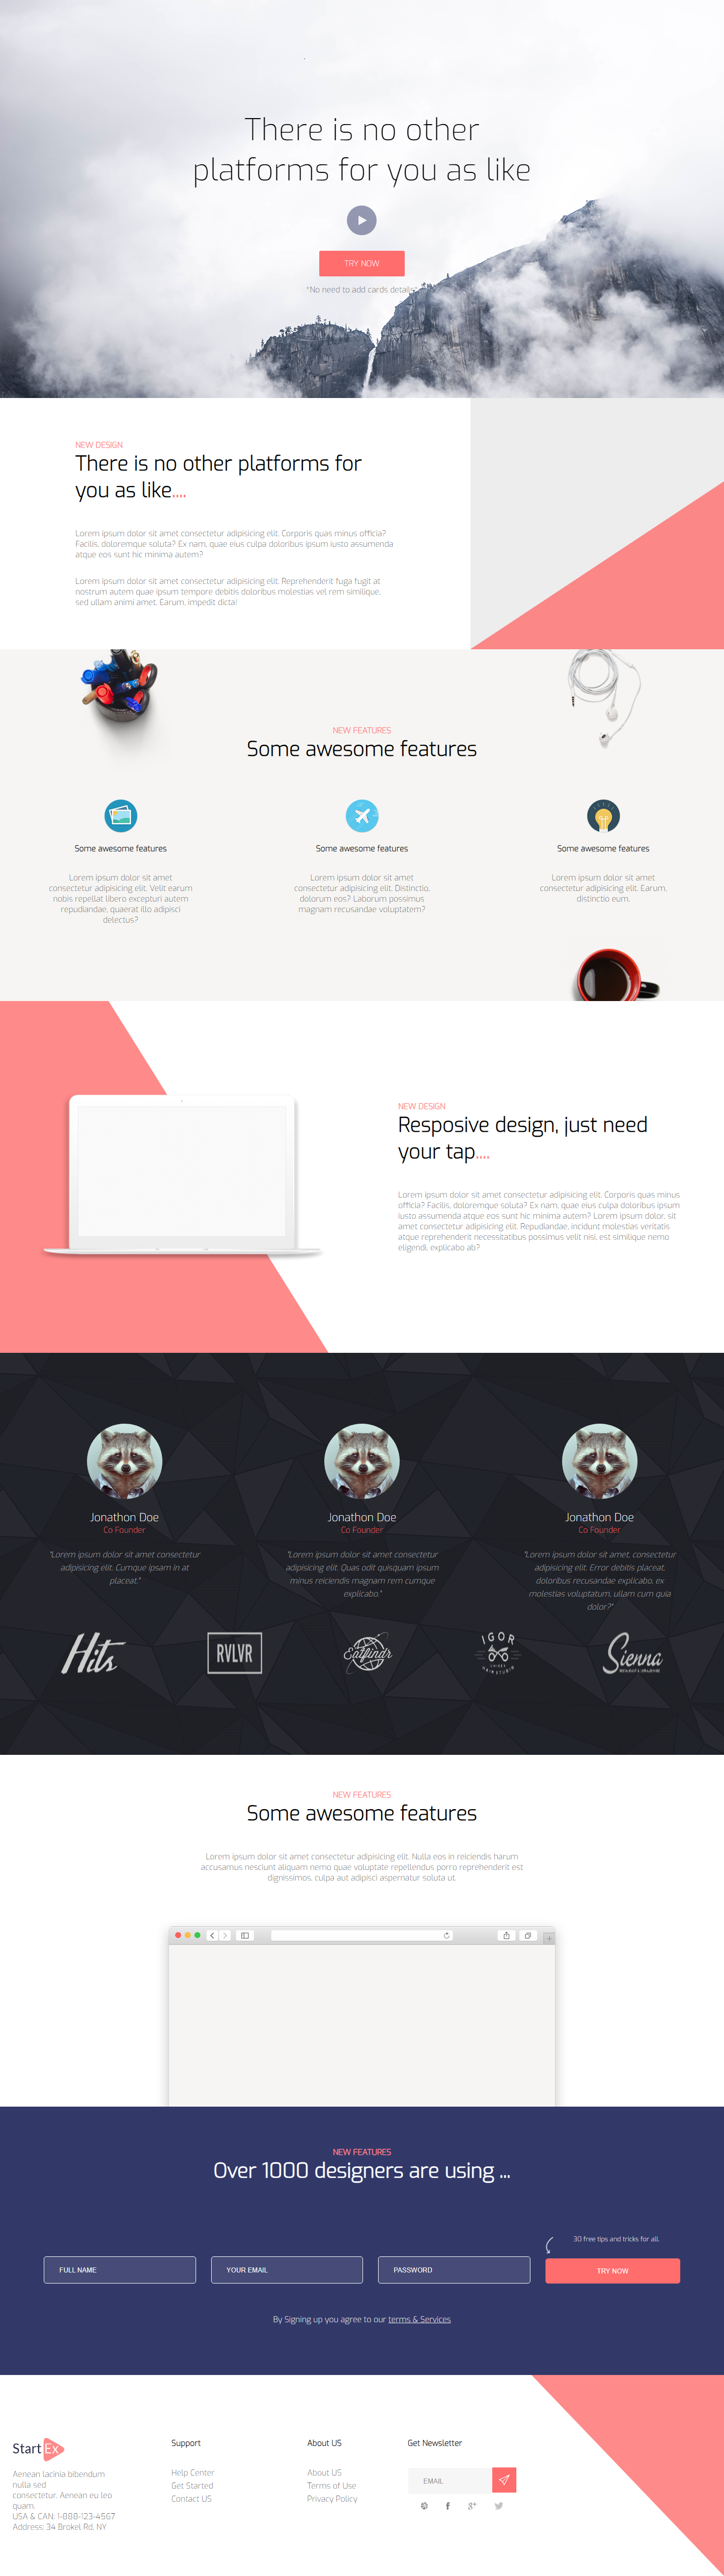 There is no other
platforms for you as like
TRY NOW
*No need to add cards details*
NEW DESIGN
There is no other platforms for
you as like....
Lorem ipsum dolor sit amet consectetur adipisicing elit. Corporis quas minus officia?
Facilis, doloremque soluta? Ex nam, quae eius culpa doloribus ipsum iusto assumenda
atque eos sunt hic minima autem?
Lorem ipsum dolor sit amet consectetur adipisicing elit. Reprehenderit fuga fugit at
nostrum autem quae ipsum tempore debitis doloribus molestias vel rem similique,
sed ullam animi amet. Earum, impedit dicta!
NEW FEATURES
Some awesome features
Some awesome features
Lorem ipsum dolor sit amet
consectetur adipisicing elit. Velit earum
nobis repellat libero excepturi autem
repudiandae, quaerat illo adipisci
delectus?
Some awesome features
Lorem ipsum dolor sit amet
consectetur adipisicing elit. Distinctio,
dolorum eos? Laborum possimus
magnam recusandae voluptatem?
Some awesome features
Lorem ipsum dolor sit amet
consectetur adipisicing elit. Earum,
distinctio eum.
NEW DESIGN
Resposive design, just need
your tap....
Lorem ipsum dolor sit amet consectetur adipisicing elit. Corporis quas minus
officia? Facilis, doloremque soluta? Ex nam, quae eius culpa doloribus ipsum
iusto assumenda atque eos sunt hic minima autem? Lorem ipsum dolor, sit
amet consectetur adipisicing elit. Repudiandae, incidunt molestias veritatis
atque reprehenderit necessitatibus possimus velit nisi, est similique nemo
eligendi, explicabo ab?
Jonathon Doe
Co Founder
"Lorem ipsum dolor sit amet consectetur
adipisicing elit. Cumque ipsam in at
placeat."
Jonathon Doe
Co Founder
"Lorem ipsum dolor sit amet consectetur
adipisicing elit. Quas odit quisquam ipsum
minus reiciendis magnam rem cumque
explicabo."
Jonathon Doe
Co Founder
"Lorem ipsum dolor sit amet, consectetur
adipisicing elit. Error debitis placeat,
doloribus recusandae explicabo, ex
molestias voluptatum, ullam cum quia
dolor?"
Hits
RVLVR
Eatfindr
IGOR
HAIR STUDIO
Sienna
NEW FEATURES
Some awesome features
Lorem ipsum dolor sit amet consectetur adipisicing elit. Nulla eos in reiciendis harum
accusamus nesciunt aliquam nemo quae voluptate repellendus porro reprehenderit est
dignissimos, culpa aut adipisci aspernatur soluta ut.
NEW FEATURES
Over 1000 designers are using ...
30 free tips and tricks for all.
FULL NAME
YOUR EMAIL
PASSWORD
TRY NOW
By Signing up you agree to our terms & Services
StartEx
Aenean lacinia bibendum
nulla sed
consectetur. Aenean eu leo
quam.
USA & CAN: 1-888-123-4567
Address: 34 Brokel Rd. NY
Support
Help Center
Get Started
Contact US
About US
About US
Terms of Use
Privacy Policy
Get Newsletter
EMAIL